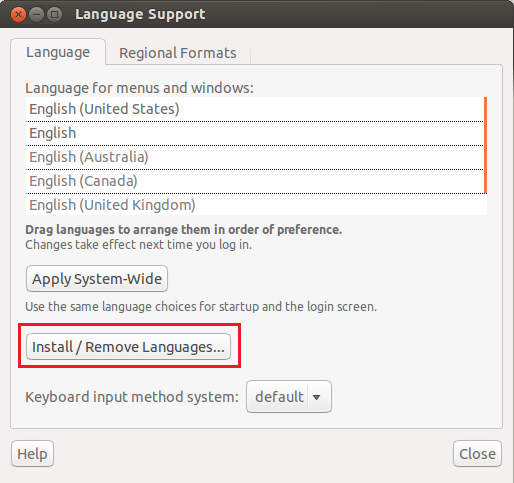 Language Support
Language
Regional Formats
Language for menus and windows:
English (United States)
English
English (Australia)
English (Canada)
English (United Kingdom)
Drag languages to arrange them in order of preference.
Changes take effect next time you log in.
Apply System-Wide
Use the same language choices for startup and the login screen.
Install / Remove Languages...
Keyboard input method system: default
Help
Close